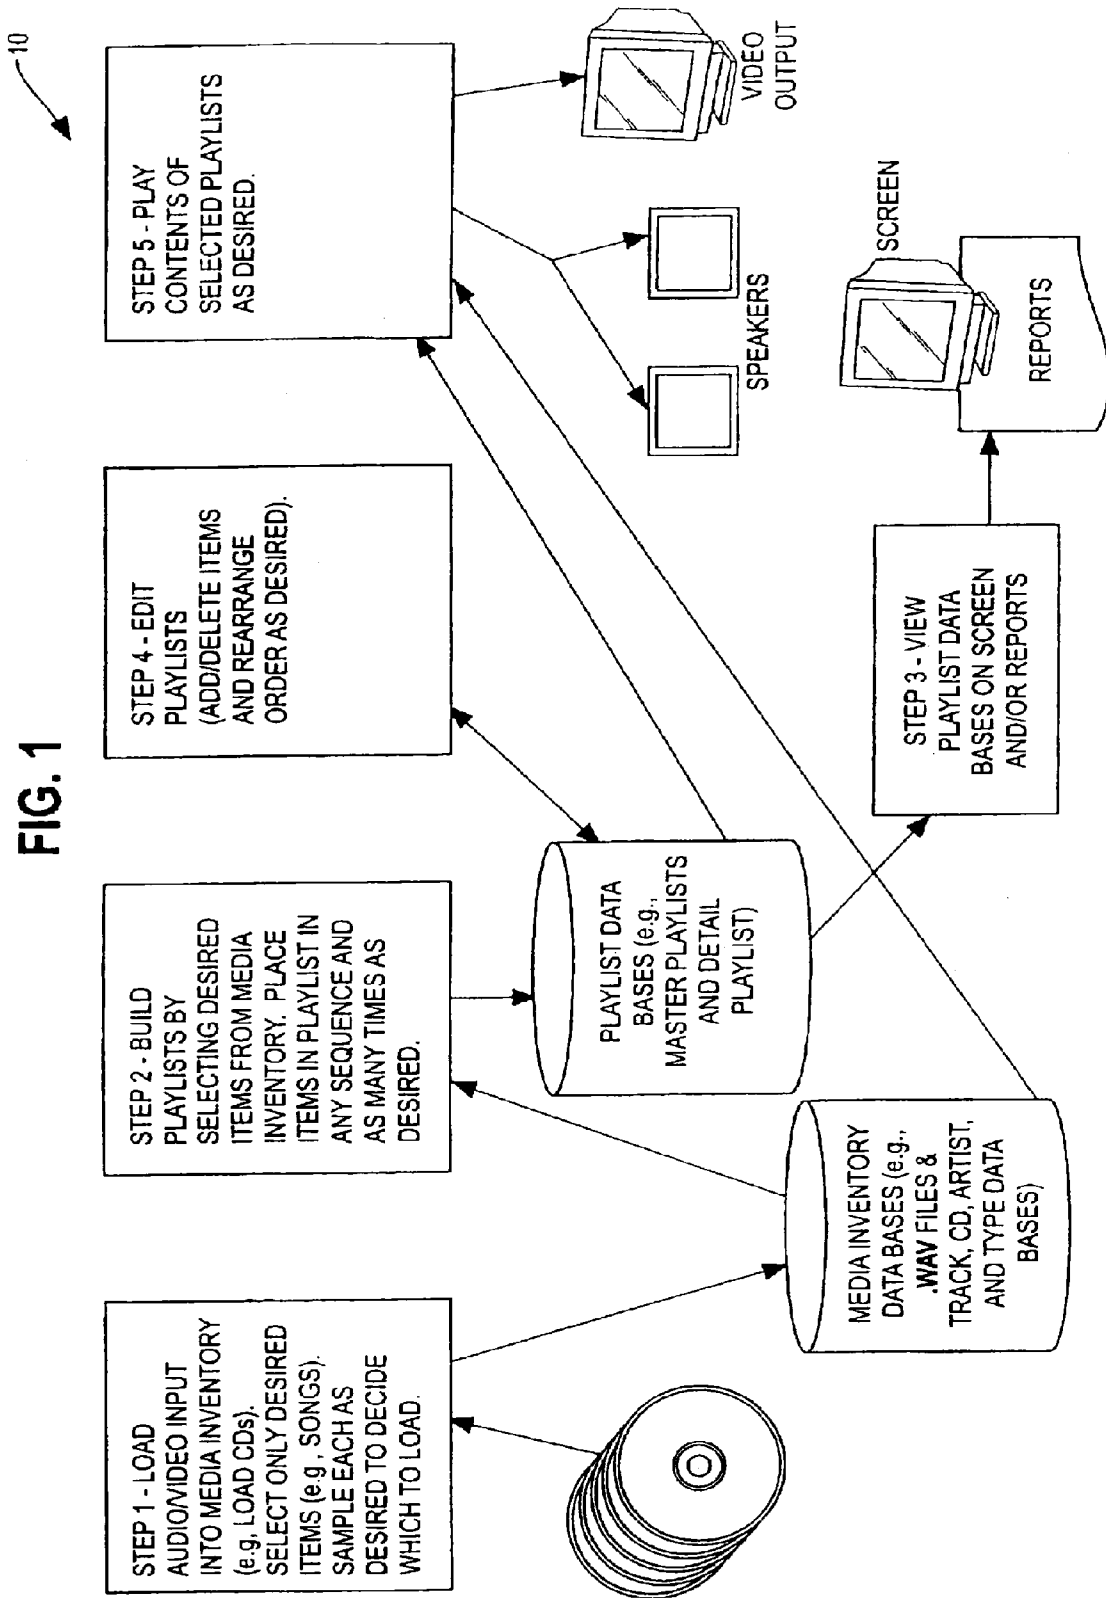 FIG. 1
10
STEP 1 - LOAD
AUDIO/VIDEO INPUT
INTO MEDIA INVENTORY
(e.g, LOAD CDs).
SELECT ONLY DESIRED
ITEMS (e.g., SONGS).
SAMPLE EACH AS
DESIRED TO DECIDE
WHICH TO LOAD.
STEP 2 - BUILD
PLAYLISTS BY
SELECTING DESIRED
ITEMS FROM MEDIA
INVENTORY. PLACE
ITEMS IN PLAYLIST IN
ANY SEQUENCE AND
AS MANY TIMES AS
DESIRED.
STEP 4 - EDIT
PLAYLISTS
(ADD/DELETE ITEMS
AND REARRANGE
ORDER AS DESIRED).
STEP 5 - PLAY
CONTENTS OF
SELECTED PLAYLISTS
AS DESIRED.
PLAYLIST DATA
BASES (e.g.,
MASTER PLAYLISTS
AND DETAIL
PLAYLIST)
SPEAKERS
VIDEO
OUTPUT
MEDIA INVENTORY
DATA BASES (e.g.,
.WAV FILES &
TRACK, CD, ARTIST,
AND TYPE DATA
BASES)
STEP 3 - VIEW
PLAYLIST DATA
BASES ON SCREEN
AND/OR REPORTS
SCREEN
REPORTS